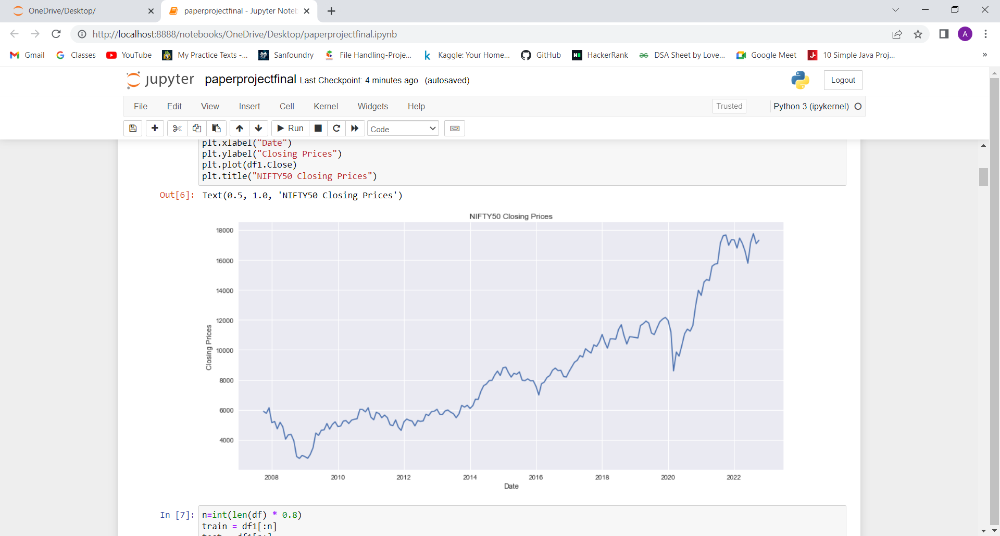 OneDrive/Desktop/
paperprojectfinal - Jupyter Noteb
http://localhost:8888/notebooks/OneDrive/Desktop/paperprojectfinal.ipynb
A
Gmail
Classes
YouTube
My Practice Texts -...
SF
Sanfoundry
File Handling-Proje...
k
Kaggle: Your Home...
GitHub
HackerRank
DSA Sheet by Love...
Google Meet
10 Simple Java Proj...
»
jupyter paperprojectfinal Last Checkpoint: 4 minutes ago (autosaved)
Logout
File Edit View Insert Cell Kernel Widgets Help
Trusted
Python 3 (ipykernel)
Run
Code
plt.xlabel("Date")
plt.ylabel("Closing Prices")
plt.plot(df1.Close)
plt.title("NIFTY50 Closing Prices")
Out[6]: Text(0.5, 1.0, 'NIFTY50 Closing Prices')
NIFTY50 Closing Prices
18000
16000
14000
12000
10000
8000
6000
4000
Closing Prices
2008 2010 2012 2014 2016 2018 2020 2022
Date
In [7]: n=int(len(df) * 0.8)
train = df1[:n]